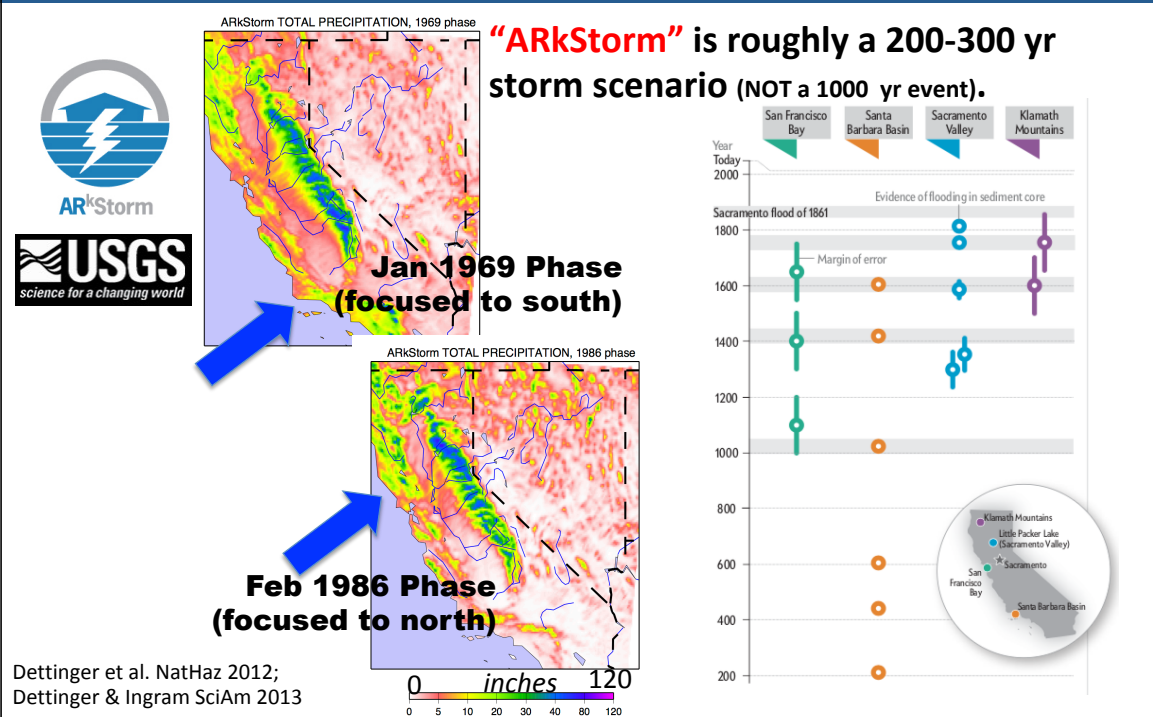 ARkStorm TOTAL PRECIPITATION, 1969 phase
"ARkStorm" is roughly a 200-300 yr
storm scenario (NOT a 1000 yr event).
ARkStorm
USGS
science for a changing world
Jan 1969 Phase
(focused to south)
ARkStorm TOTAL PRECIPITATION, 1986 phase
Feb 1986 Phase
(focused to north)
0 inches 120
0 5 10 20 30 40 80 120
Dettinger et al. NatHaz 2012;
Dettinger & Ingram SciAm 2013
San Francisco
Bay
Santa
Barbara Basin
Sacramento
Valley
Klamath
Mountains
Year
Today
2000
Evidence of flooding in sediment core
Sacramento flood of 1861
1800
Margin of error
1600
1400
1200
1000
800
600
400
200
Klamath Mountains
Little Packer Lake
(Sacramento Valley)
Sacramento
San
Francisco
Bay
Santa Barbara Basin